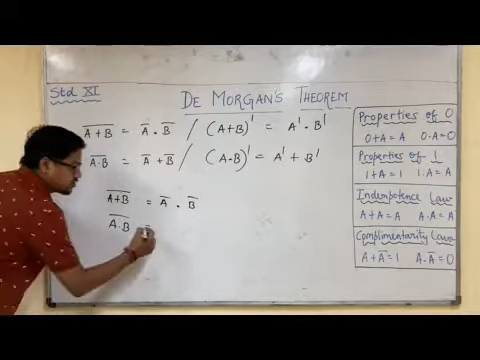 Std XI
DE MORGAN'S THEOREM
A̅+̅B̅ = A̅ . B̅ / (A+B)' = A' . B'
A̅.̅B̅ = A̅ + B̅ / (A.B)' = A' + B'
A̅+̅B̅ = A̅ . B̅
A̅.̅B̅ =
Properties of 0
0+A = A 0.A = 0
Properties of 1
1+A = 1 1.A = A
Indempotence Law
A+A = A A.A = A
Complimentarity Law
A+A̅ = 1 A.A̅ = 0